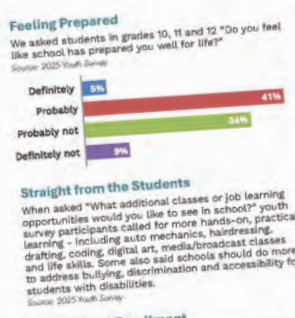 Feeling Prepared
We asked students in grades 10, 11 and 12 "Do you feel
like school has prepared you well for life?"
Source: 2025 Youth Survey
Definitely 5%
Probably 41%
Probably not 34%
Definitely not 9%
Straight from the Students
When asked "What additional classes or job learning
opportunities would you like to see in school?" youth
survey participants called for more hands-on, practica
learning - including auto mechanics, hairdressing,
drafting, coding, digital art, media/broadcast classes
and life skills. Some also said schools should do more
to address bullying, discrimination and accessibility fo
students with disabilities.
Source: 2025 Youth Survey